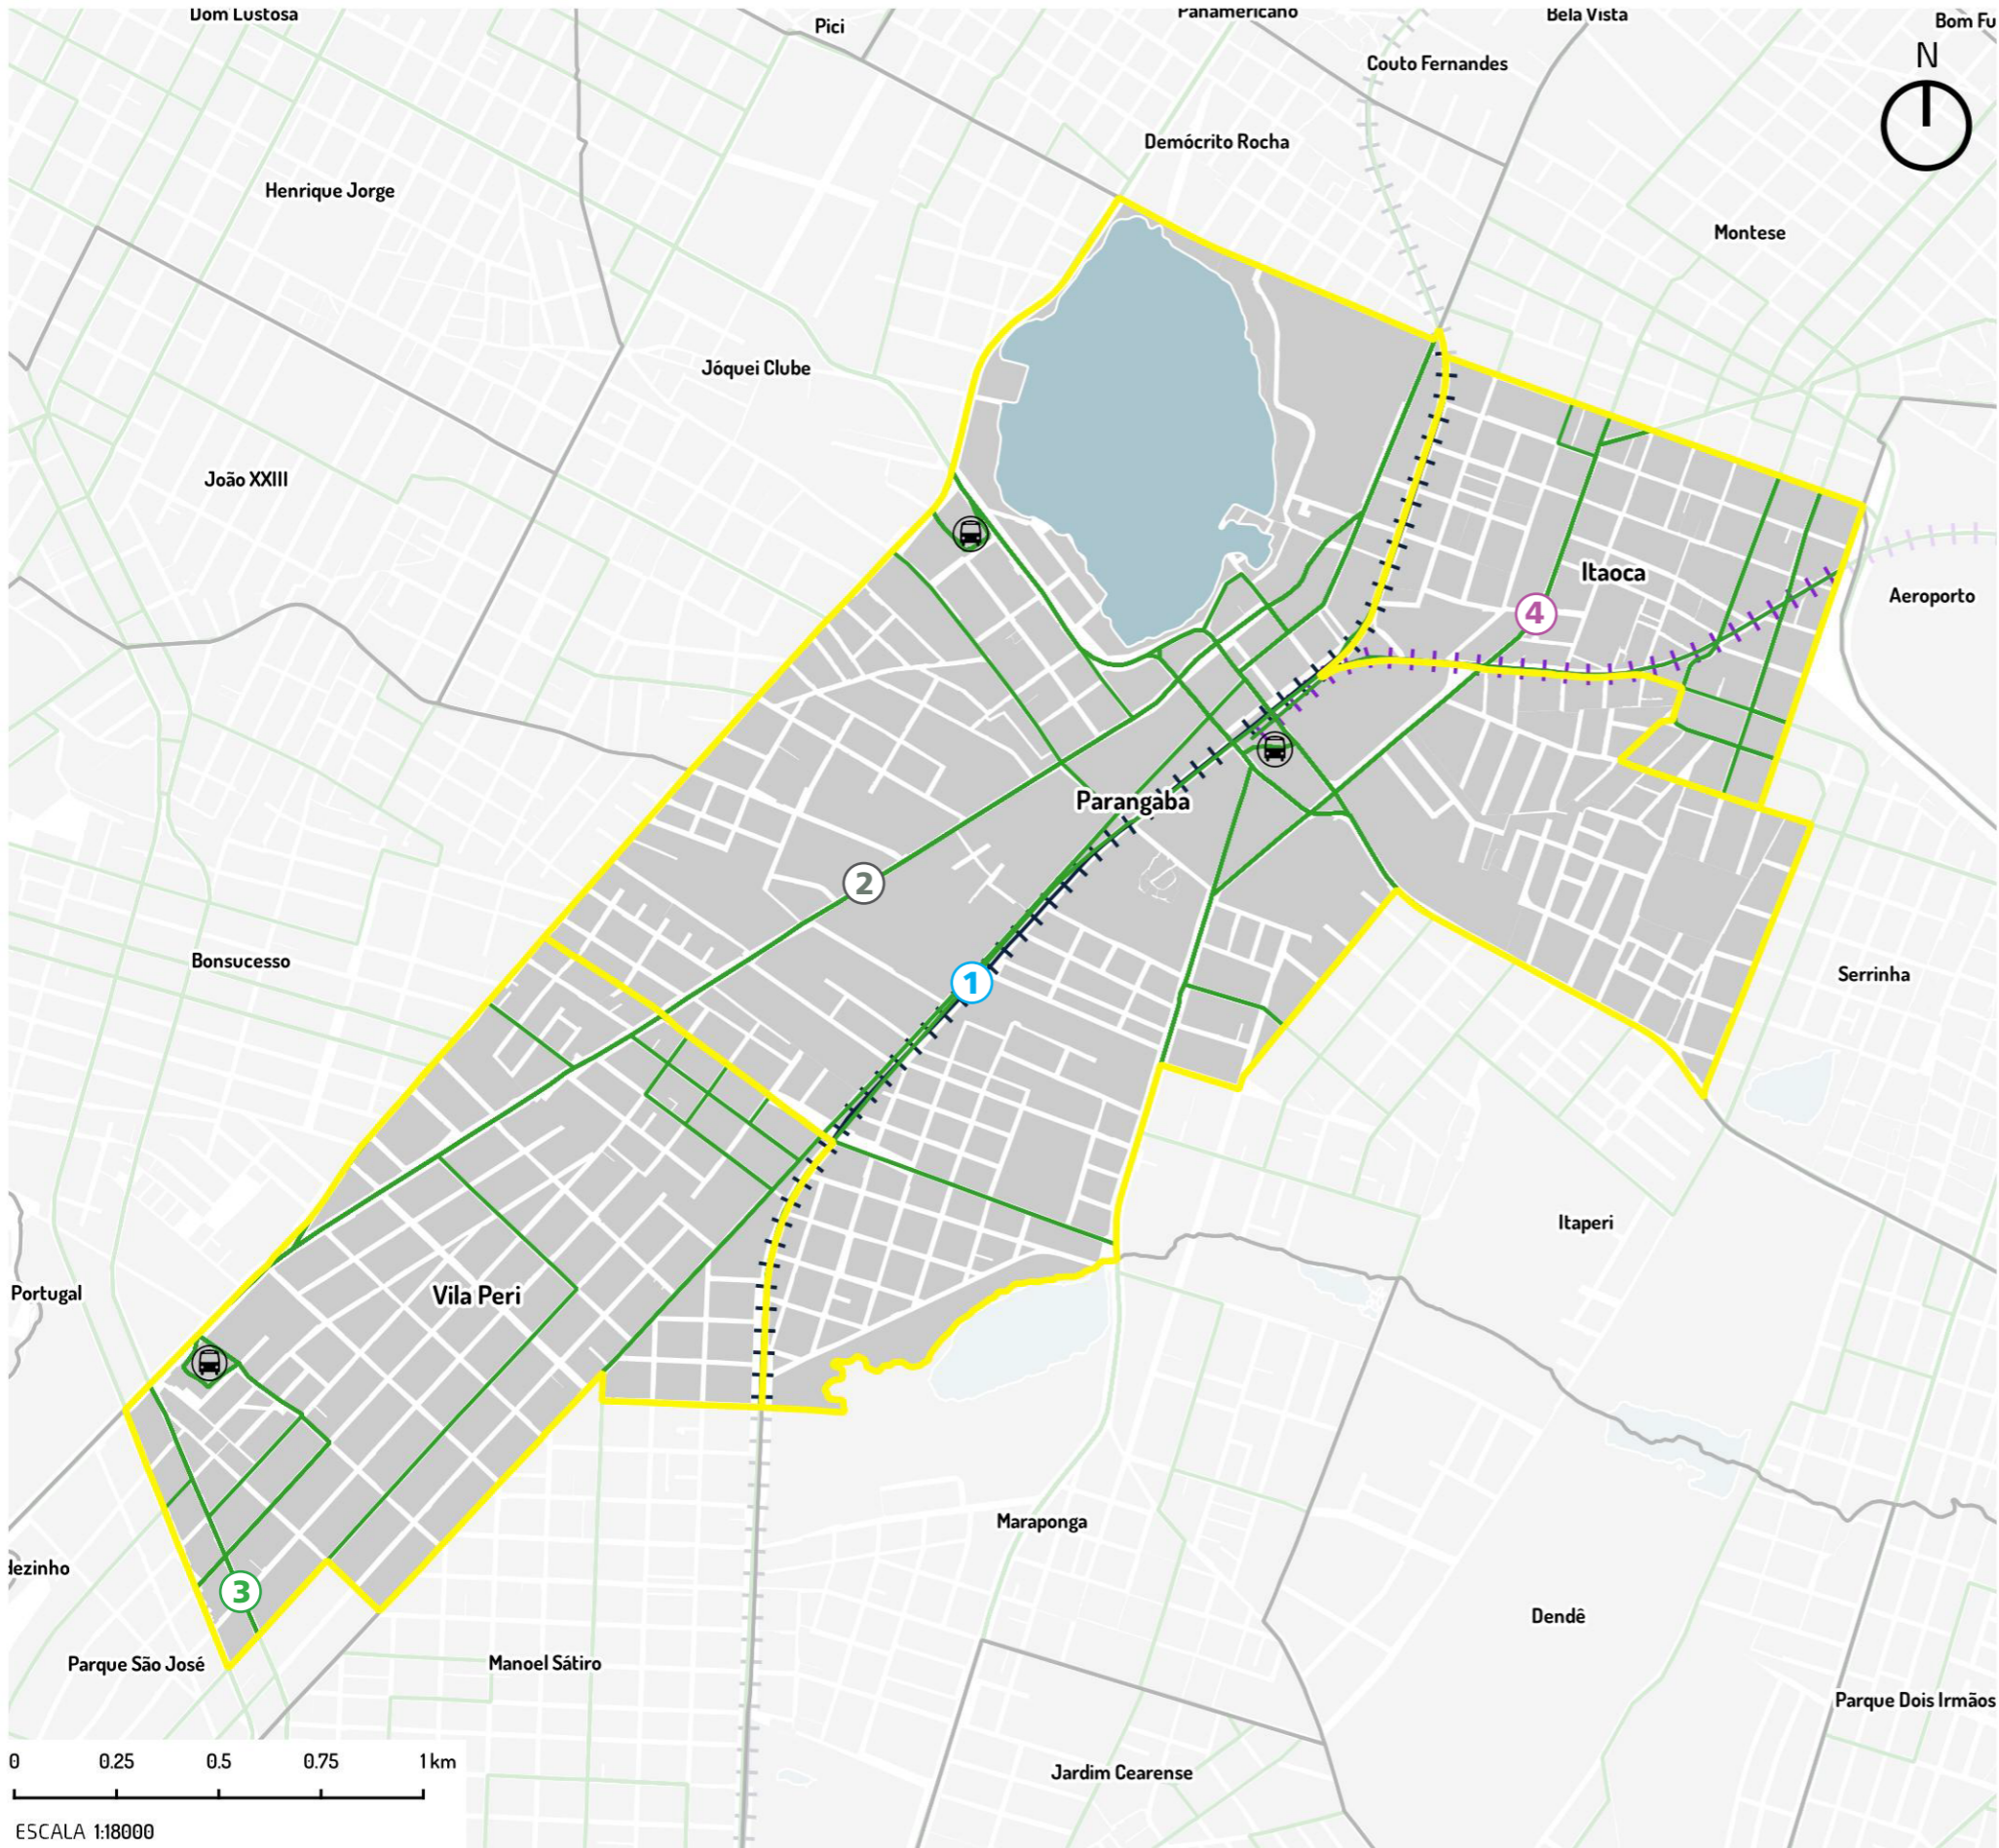 Dom Lustosa
Pici
Panamericano
Bela Vista
Bom Fu
Couto Fernandes
N
Demócrito Rocha
Henrique Jorge
Montese
Jóquei Clube
João XXIII
Itaoca
Aeroporto
4
Parangaba
2
Bonsucesso
1
Serrinha
Itaperi
Portugal
Vila Peri
Maraponga
dezinho
3
Dendê
Parque São José
Manoel Sátiro
Parque Dois Irmãos
0 0.25 0.5 0.75 1 km
Jardim Cearense
ESCALA 1:18000